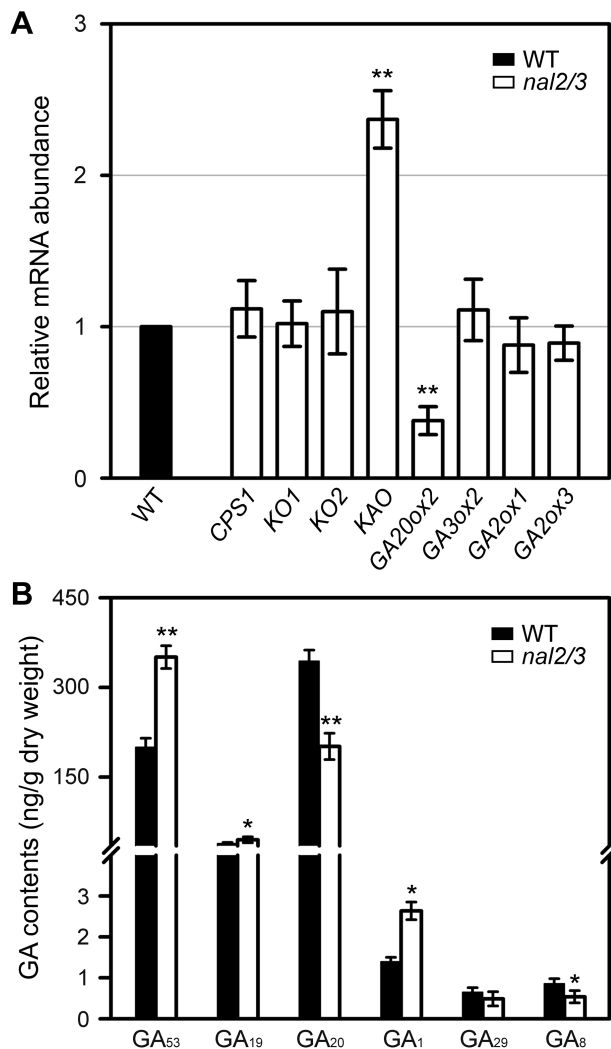 A
Relative mRNA abundance
3
2
1
0
WT
nal2/3
**
**
WT
CPS1
KO1
KO2
KAO
GA20ox2
GA3ox2
GA2ox1
GA2ox3
B
GA contents (ng/g dry weight)
450
300
150
3
2
1
0
WT
nal2/3
**
*
**
*
*
GA53
GA19
GA20
GA1
GA29
GA8